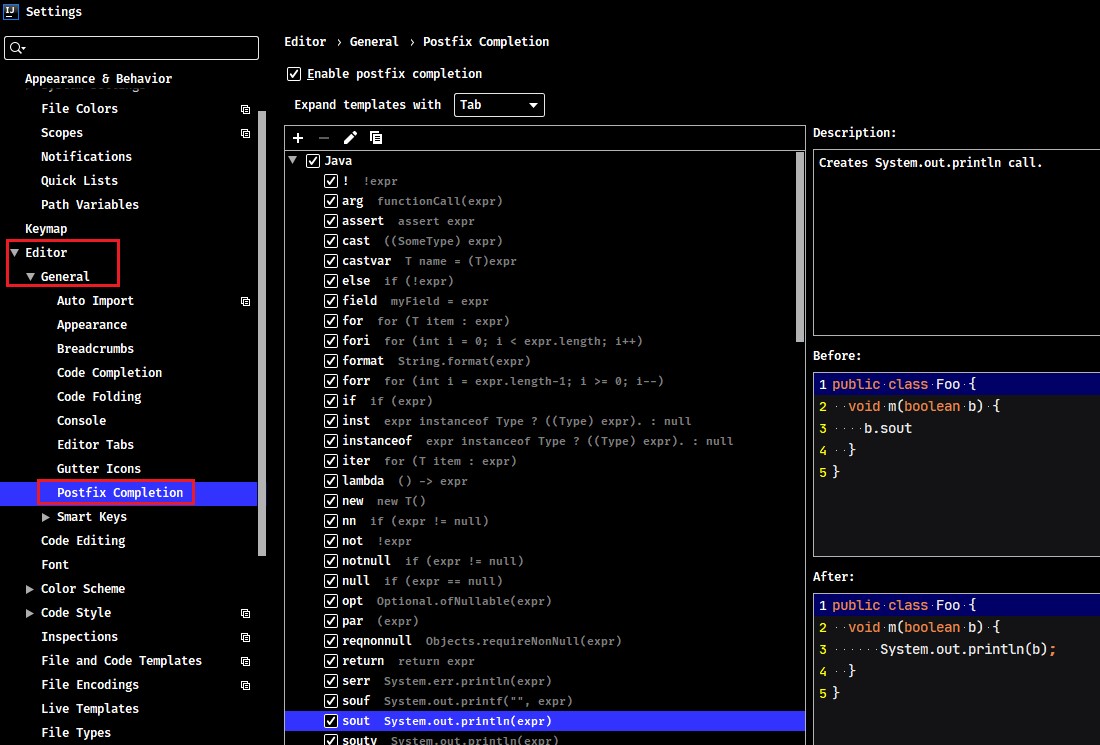 IJ Settings
Appearance & Behavior
System Settings
File Colors
Scopes
Notifications
Quick Lists
Path Variables
Keymap
Editor
General
Auto Import
Appearance
Breadcrumbs
Code Completion
Code Folding
Console
Editor Tabs
Gutter Icons
Postfix Completion
Smart Keys
Code Editing
Font
Color Scheme
Code Style
Inspections
File and Code Templates
File Encodings
Live Templates
File Types
Editor › General › Postfix Completion
Enable postfix completion
Expand templates with Tab
Java
! !expr
arg functionCall(expr)
assert assert expr
cast ((SomeType) expr)
castvar T name = (T)expr
else if (!expr)
field myField = expr
for for (T item : expr)
fori for (int i = 0; i < expr.length; i++)
format String.format(expr)
forr for (int i = expr.length-1; i >= 0; i--)
if if (expr)
inst expr instanceof Type ? ((Type) expr). : null
instanceof expr instanceof Type ? ((Type) expr). : null
iter for (T item : expr)
lambda () -> expr
new new T()
nn if (expr != null)
not !expr
notnull if (expr != null)
null if (expr == null)
opt Optional.ofNullable(expr)
par (expr)
reqnonnull Objects.requireNonNull(expr)
return return expr
serr System.err.println(expr)
souf System.out.printf("", expr)
sout System.out.println(expr)
soutv System.out.println(expr)
Description:
Creates System.out.println call.
Before:
1 public class Foo {
2 void m(boolean b) {
3 b.sout
4 }
5 }
After:
1 public class Foo {
2 void m(boolean b) {
3 System.out.println(b);
4 }
5 }